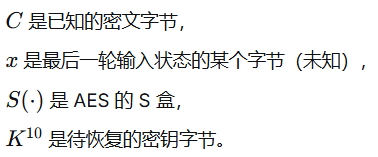 C 是已知的密文字节，
x 是最后一轮输入状态的某个字节（未知），
S(·) 是 AES 的 S 盒，
K¹⁰ 是待恢复的密钥字节。